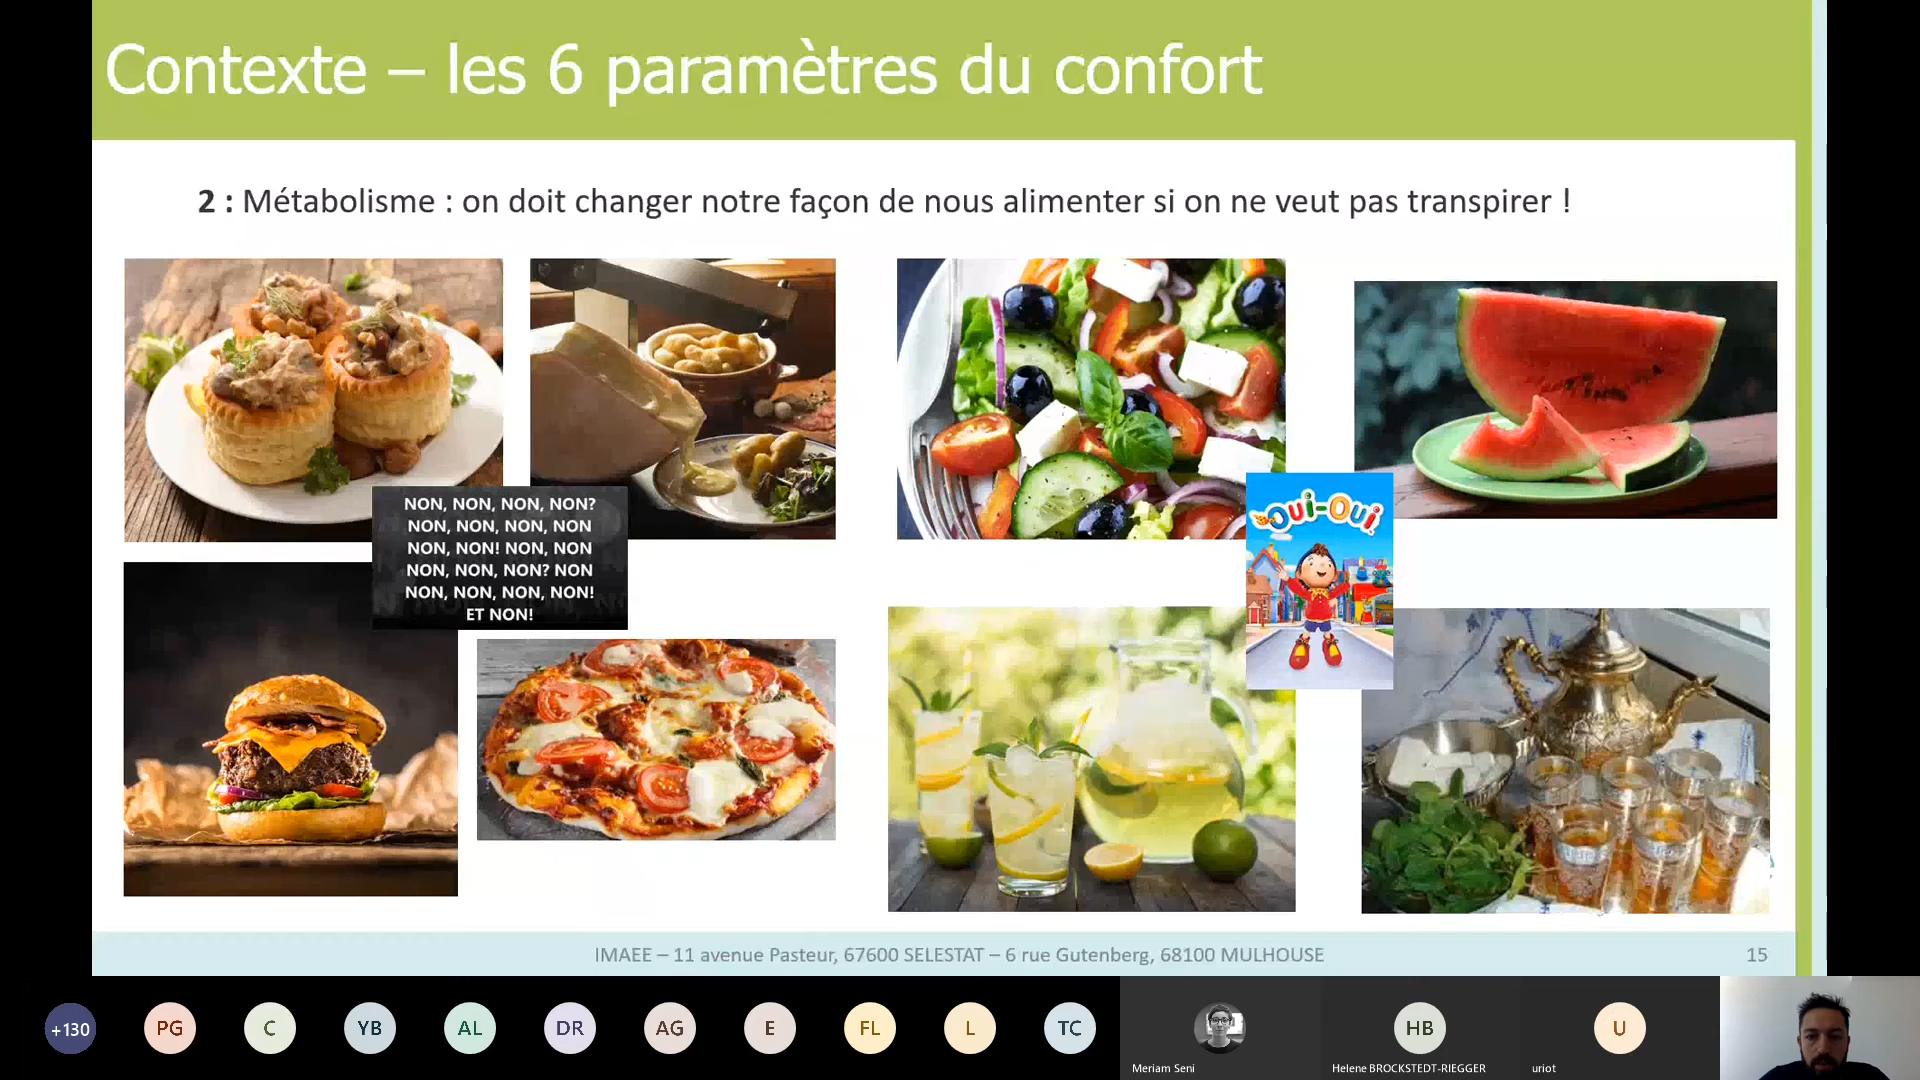 Contexte – les 6 paramètres du confort
2 : Métabolisme : on doit changer notre façon de nous alimenter si on ne veut pas transpirer !
NON, NON, NON, NON?
NON, NON, NON, NON
NON, NON! NON, NON
NON, NON, NON? NON
NON, NON, NON, NON!
ET NON!
Oui-Oui
IMAEE – 11 avenue Pasteur, 67600 SELESTAT – 6 rue Gutenberg, 68100 MULHOUSE
15
+130
PG
C
YB
AL
DR
AG
E
FL
L
TC
HB
U
Meriam Seni
Helene BROCKSTEDT-RIEGGER
uriot